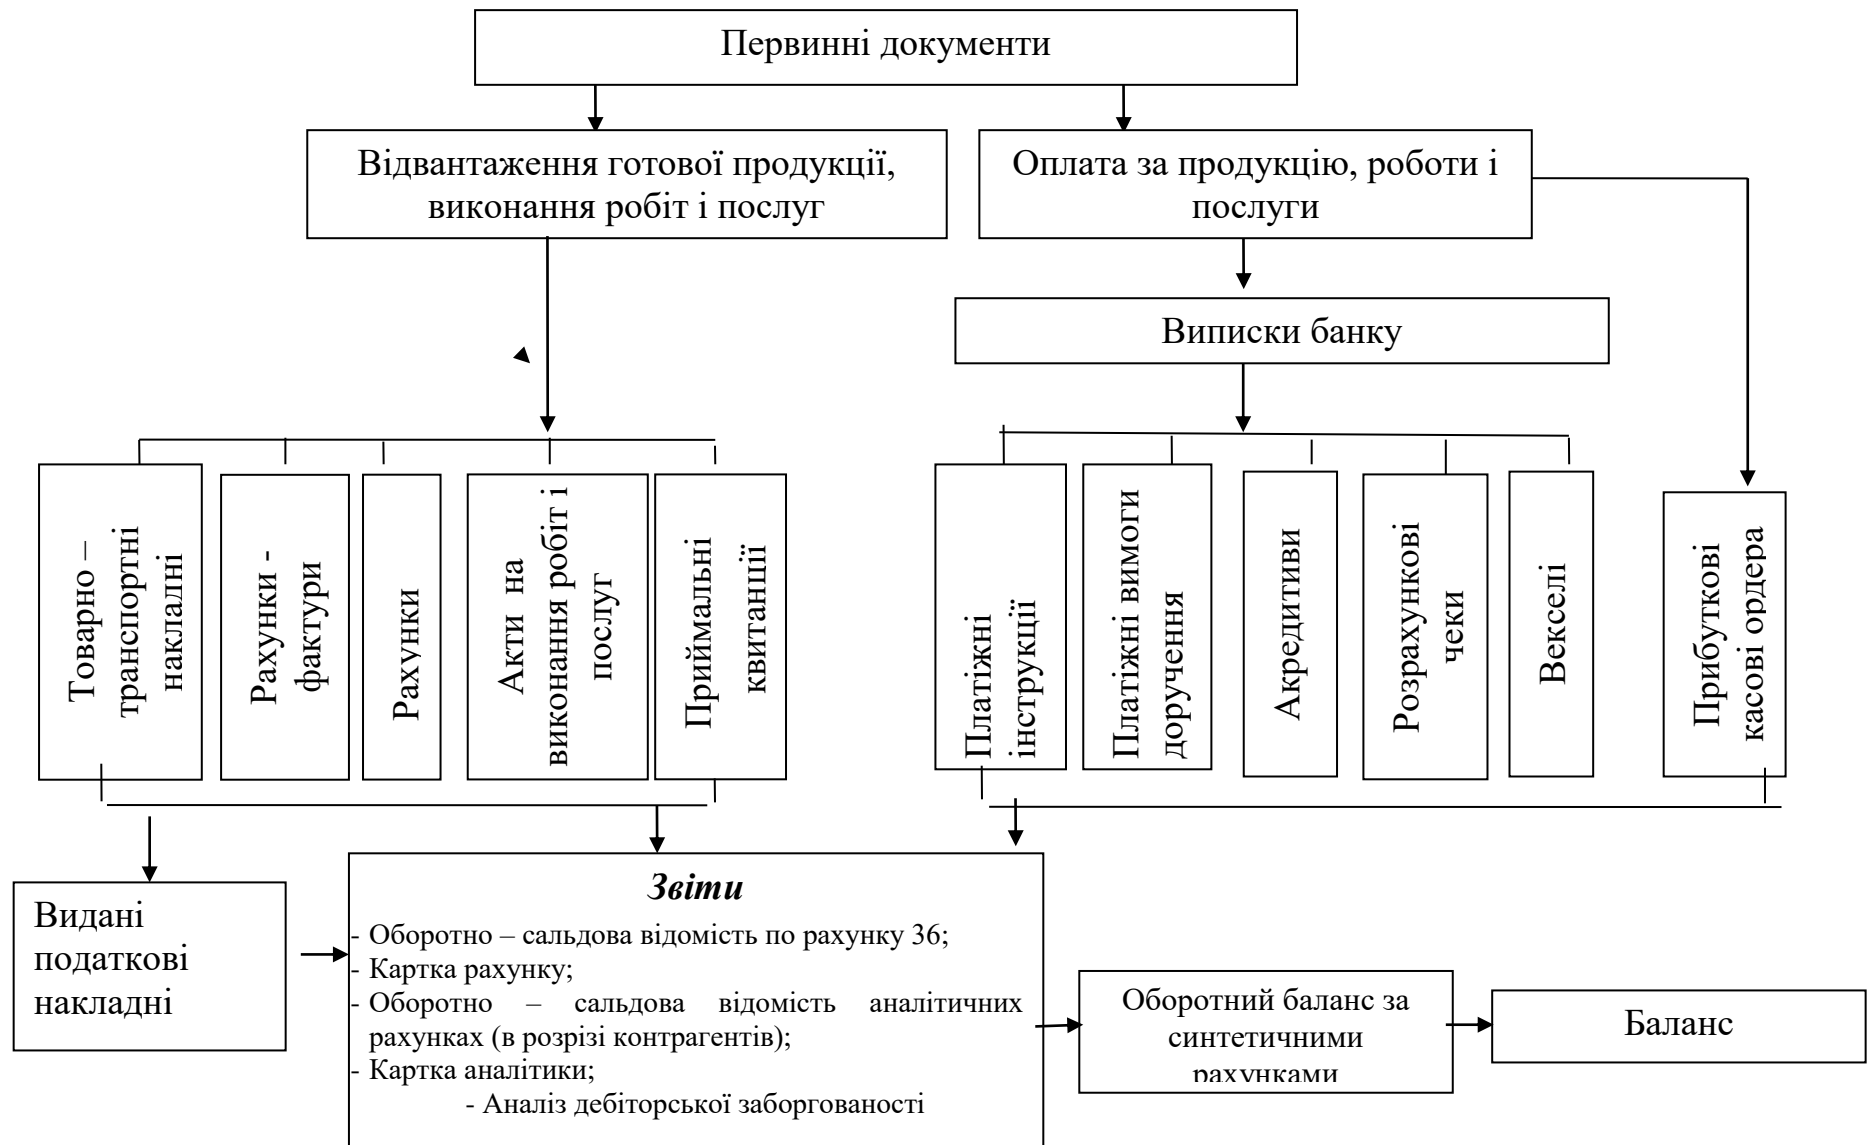 Первинні документи
Відвантаження готової продукції,
виконання робіт і послуг
Оплата за продукцію, роботи і
послуги
Виписки банку
Товарно –
транспортні
накладні
Рахунки -
фактури
Рахунки
Акти на
виконання робіт і
послуг
Приймальні
квитанції
Платіжні
інструкції
Платіжні вимоги
доручення
Акредитиви
Розрахункові
чеки
Векселі
Прибуткові
касові ордера
Видані
податкові
накладні
Звіти
- Оборотно – сальдова відомість по рахунку 36;
- Картка рахунку;
- Оборотно – сальдова відомість аналітичних
рахунках (в розрізі контрагентів);
- Картка аналітики;
- Аналіз дебіторської заборгованості
Оборотний баланс за
синтетичними
рахунками
Баланс